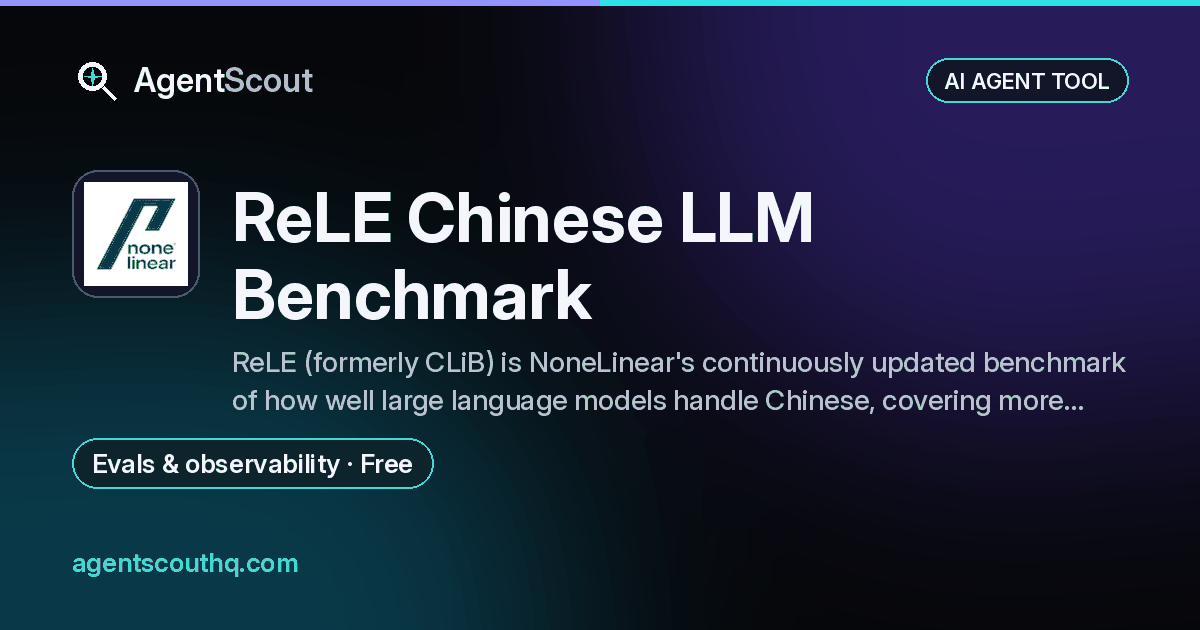 AgentScout
AI AGENT TOOL
none
linear
ReLE Chinese LLM
Benchmark
ReLE (formerly CLiB) is NoneLinear's continuously updated benchmark
of how well large language models handle Chinese, covering more...
Evals & observability · Free
agentscouthq.com